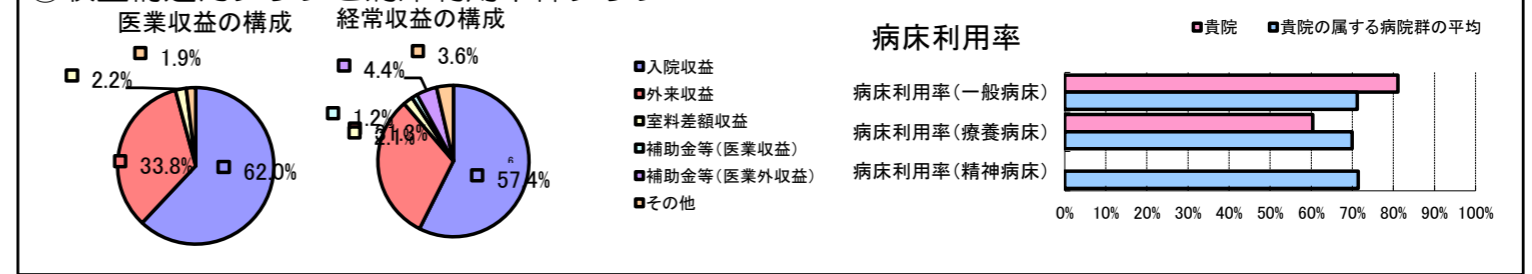 医業収益の構成
1.9%
2.2%
33.8%
62.0%
経常収益の構成
3.6%
4.4%
1.2%
2.1%
57.4%
入院収益
外来収益
室料差額収益
補助金等(医業収益)
補助金等(医業外収益)
その他
病床利用率
貴院
貴院の属する病院群の平均
病床利用率(一般病床)
病床利用率(療養病床)
病床利用率(精神病床)
0% 10% 20% 30% 40% 50% 60% 70% 80% 90% 100%